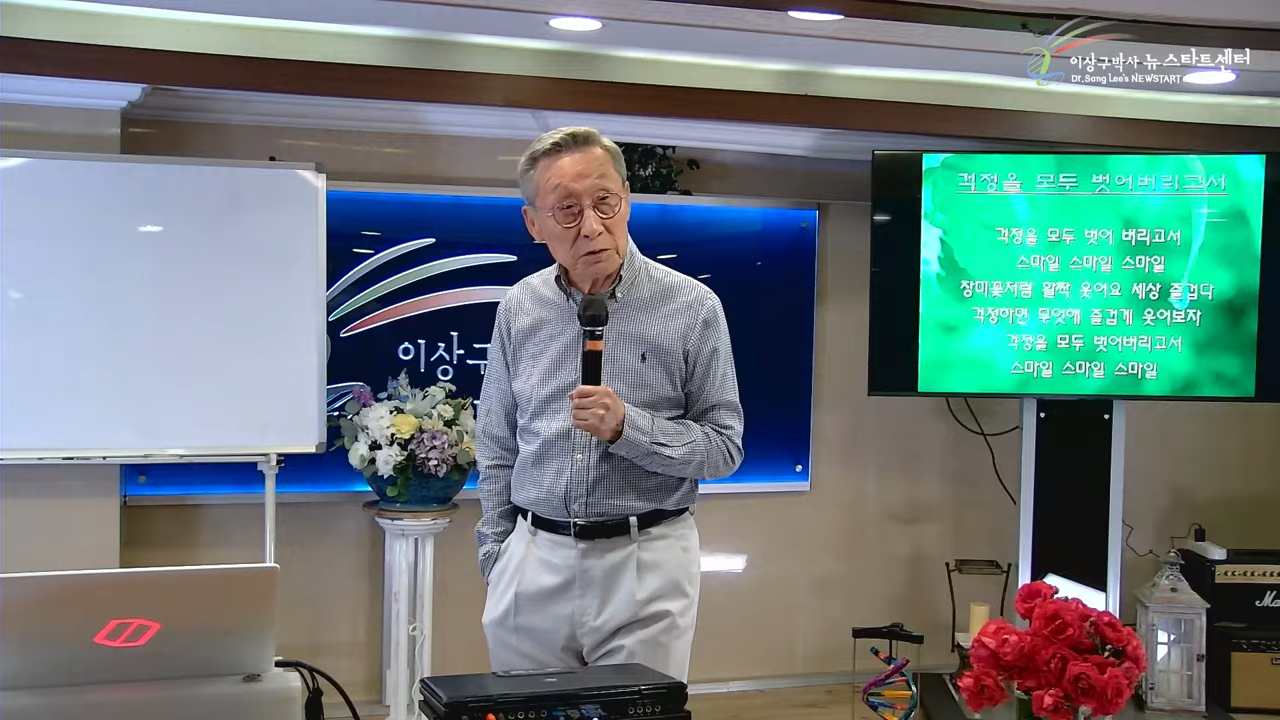 이상구박사 뉴스타트센터
Dr. Sang Lee's NEWSTART
걱정을 모두 벗어버리고서
걱정을 모두 벗어 버리고서
스마일 스마일 스마일
장미꽃처럼 활짝 웃어요 세상 즐겁다
걱정하면 무엇해 즐겁게 웃어보자
걱정을 모두 벗어버리고서
스마일 스마일 스마일
이상구